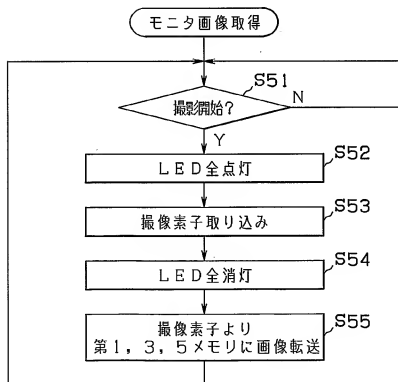 モニタ画像取得
S51
撮影開始?
N
Y
S52
LED全点灯
S53
撮像素子取り込み
S54
LED全消灯
S55
撮像素子より
第1,3,5メモリに画像転送